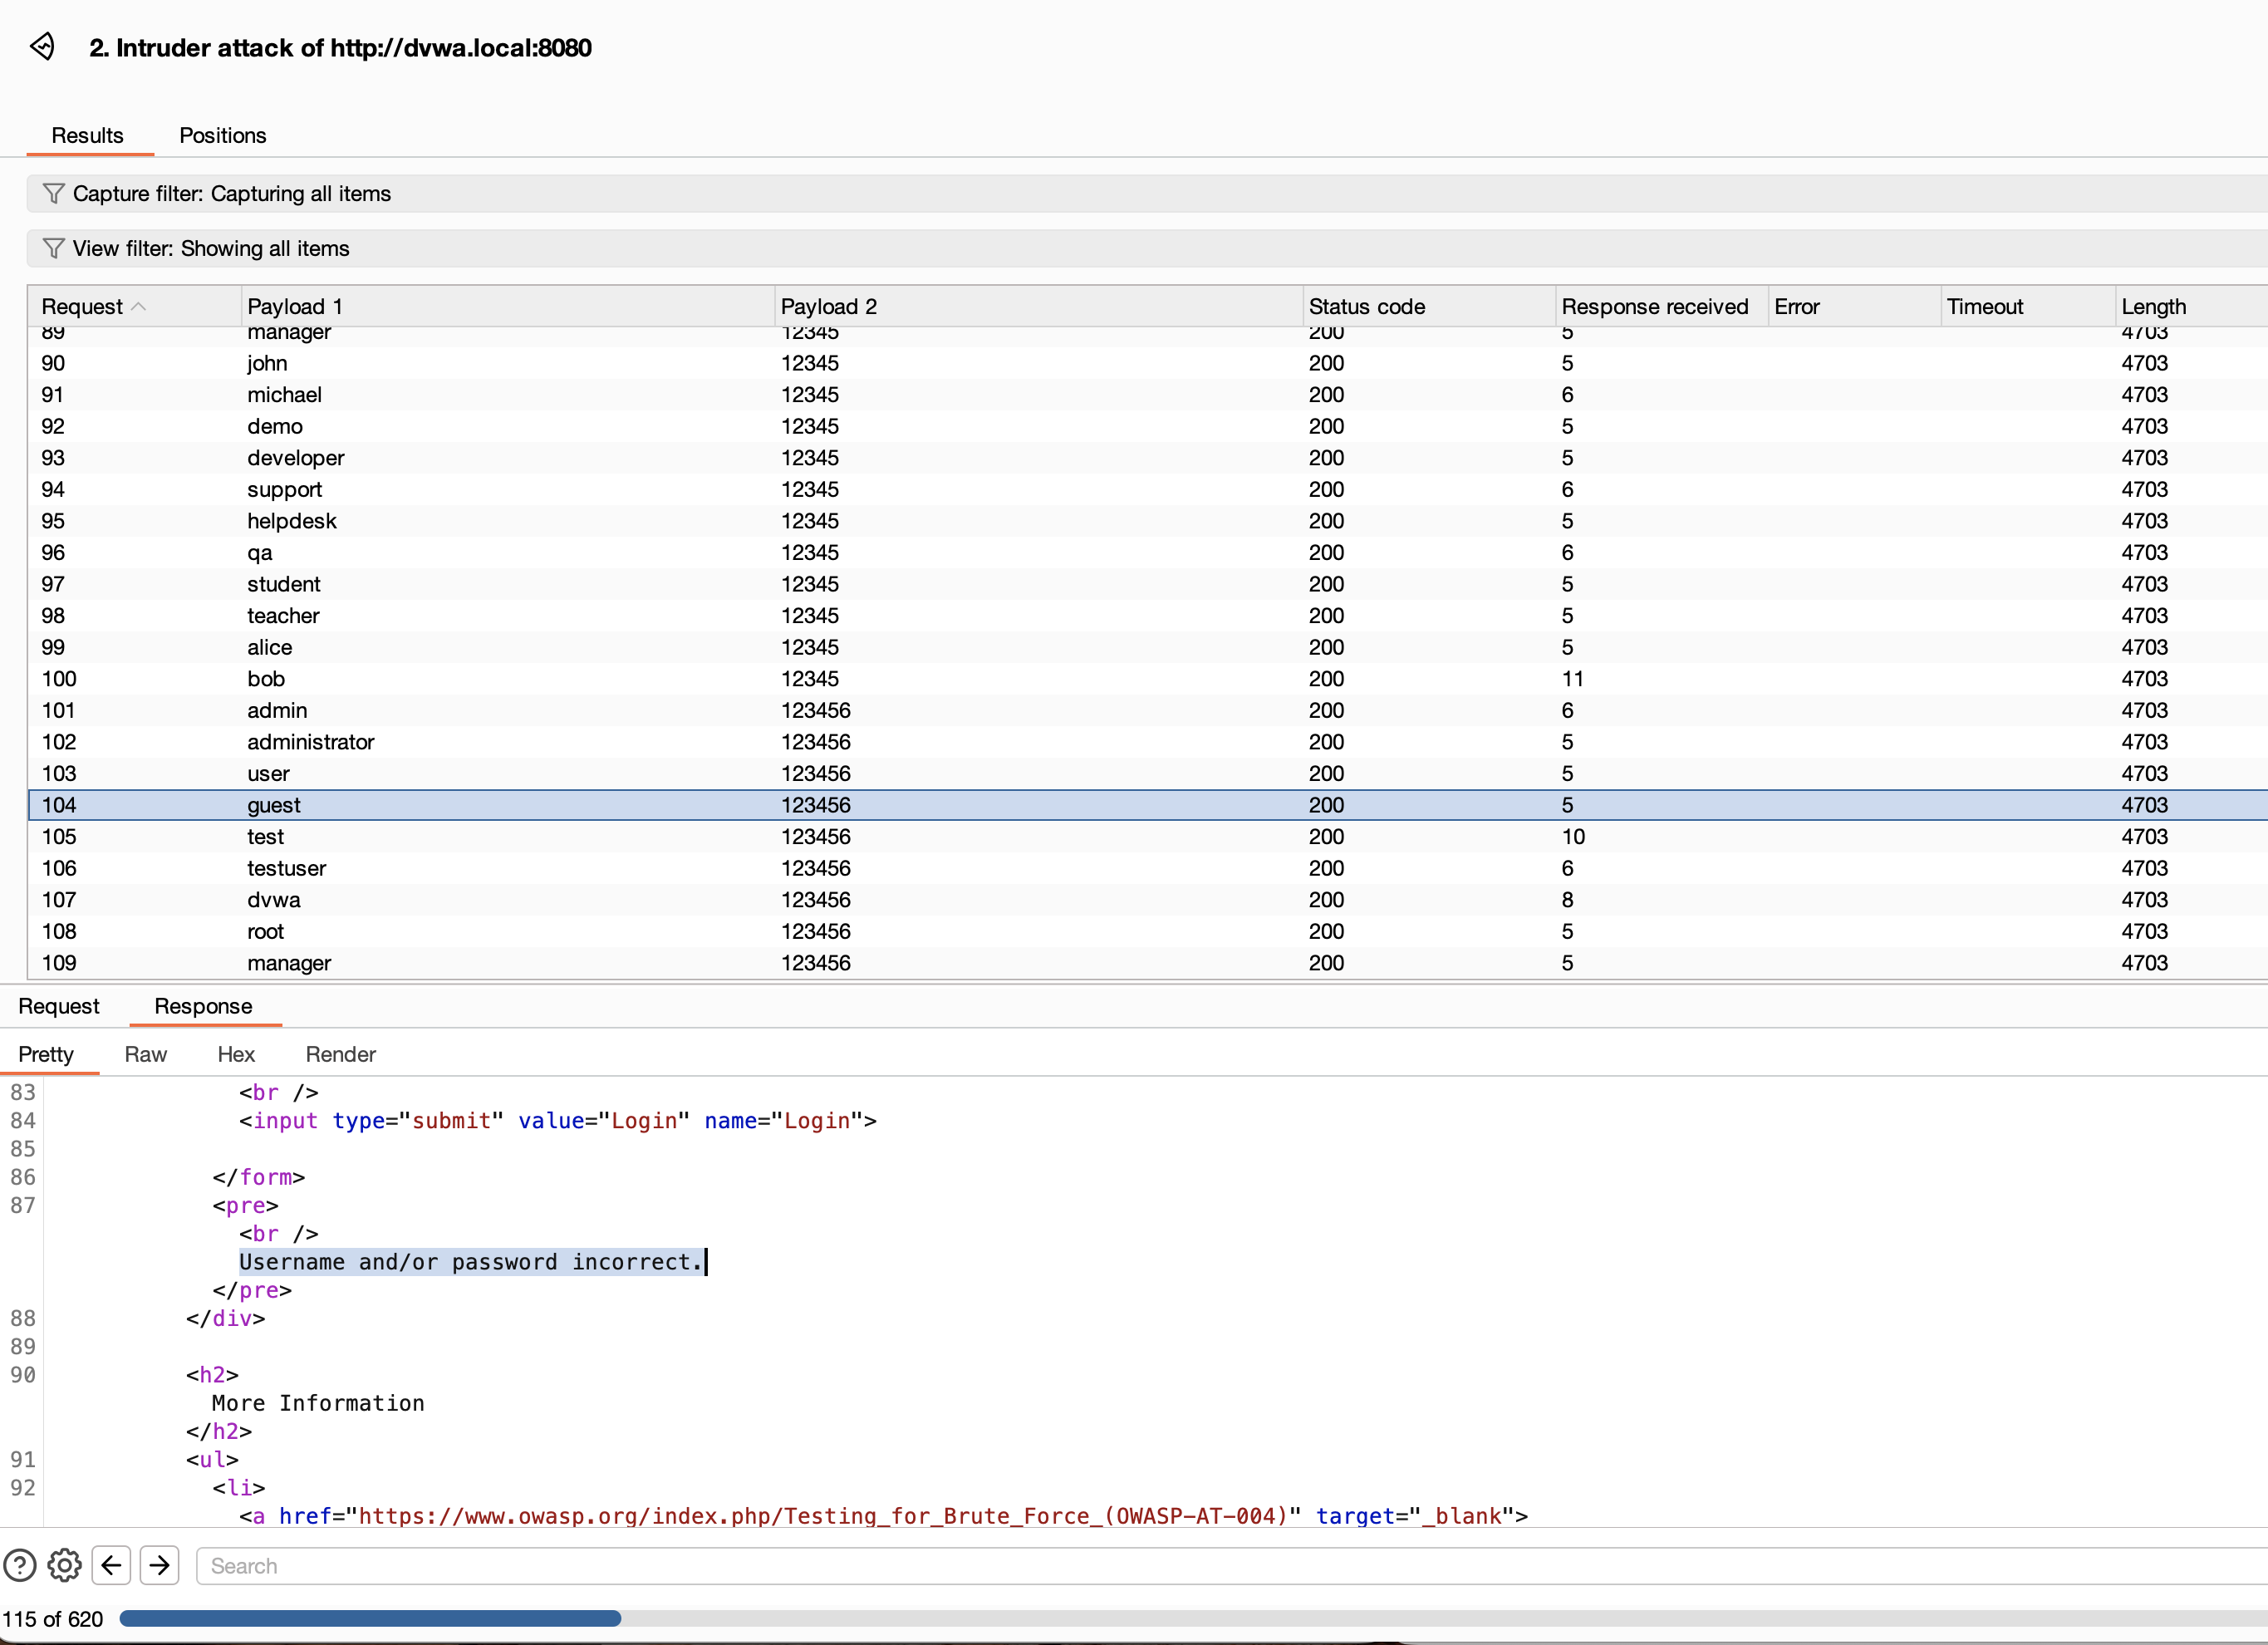 2. Intruder attack of http://dvwa.local:8080
Results Positions
Capture filter: Capturing all items
View filter: Showing all items
Request Payload 1 Payload 2 Status code Response received Error Timeout Length
89 manager 12345 200 5 4703
90 john 12345 200 5 4703
91 michael 12345 200 6 4703
92 demo 12345 200 5 4703
93 developer 12345 200 5 4703
94 support 12345 200 6 4703
95 helpdesk 12345 200 5 4703
96 qa 12345 200 6 4703
97 student 12345 200 5 4703
98 teacher 12345 200 5 4703
99 alice 12345 200 5 4703
100 bob 12345 200 11 4703
101 admin 123456 200 6 4703
102 administrator 123456 200 5 4703
103 user 123456 200 5 4703
104 guest 123456 200 5 4703
105 test 123456 200 10 4703
106 testuser 123456 200 6 4703
107 dvwa 123456 200 8 4703
108 root 123456 200 5 4703
109 manager 123456 200 5 4703
Request Response
Pretty Raw Hex Render
83 <br />
84 <input type="submit" value="Login" name="Login">
85
86 </form>
87 <pre>
<br />
Username and/or password incorrect.
</pre>
88 </div>
89
90 <h2>
More Information
</h2>
91 <ul>
92 <li>
<a href="https://www.owasp.org/index.php/Testing_for_Brute_Force_(OWASP-AT-004)" target="_blank">
Search
115 of 620